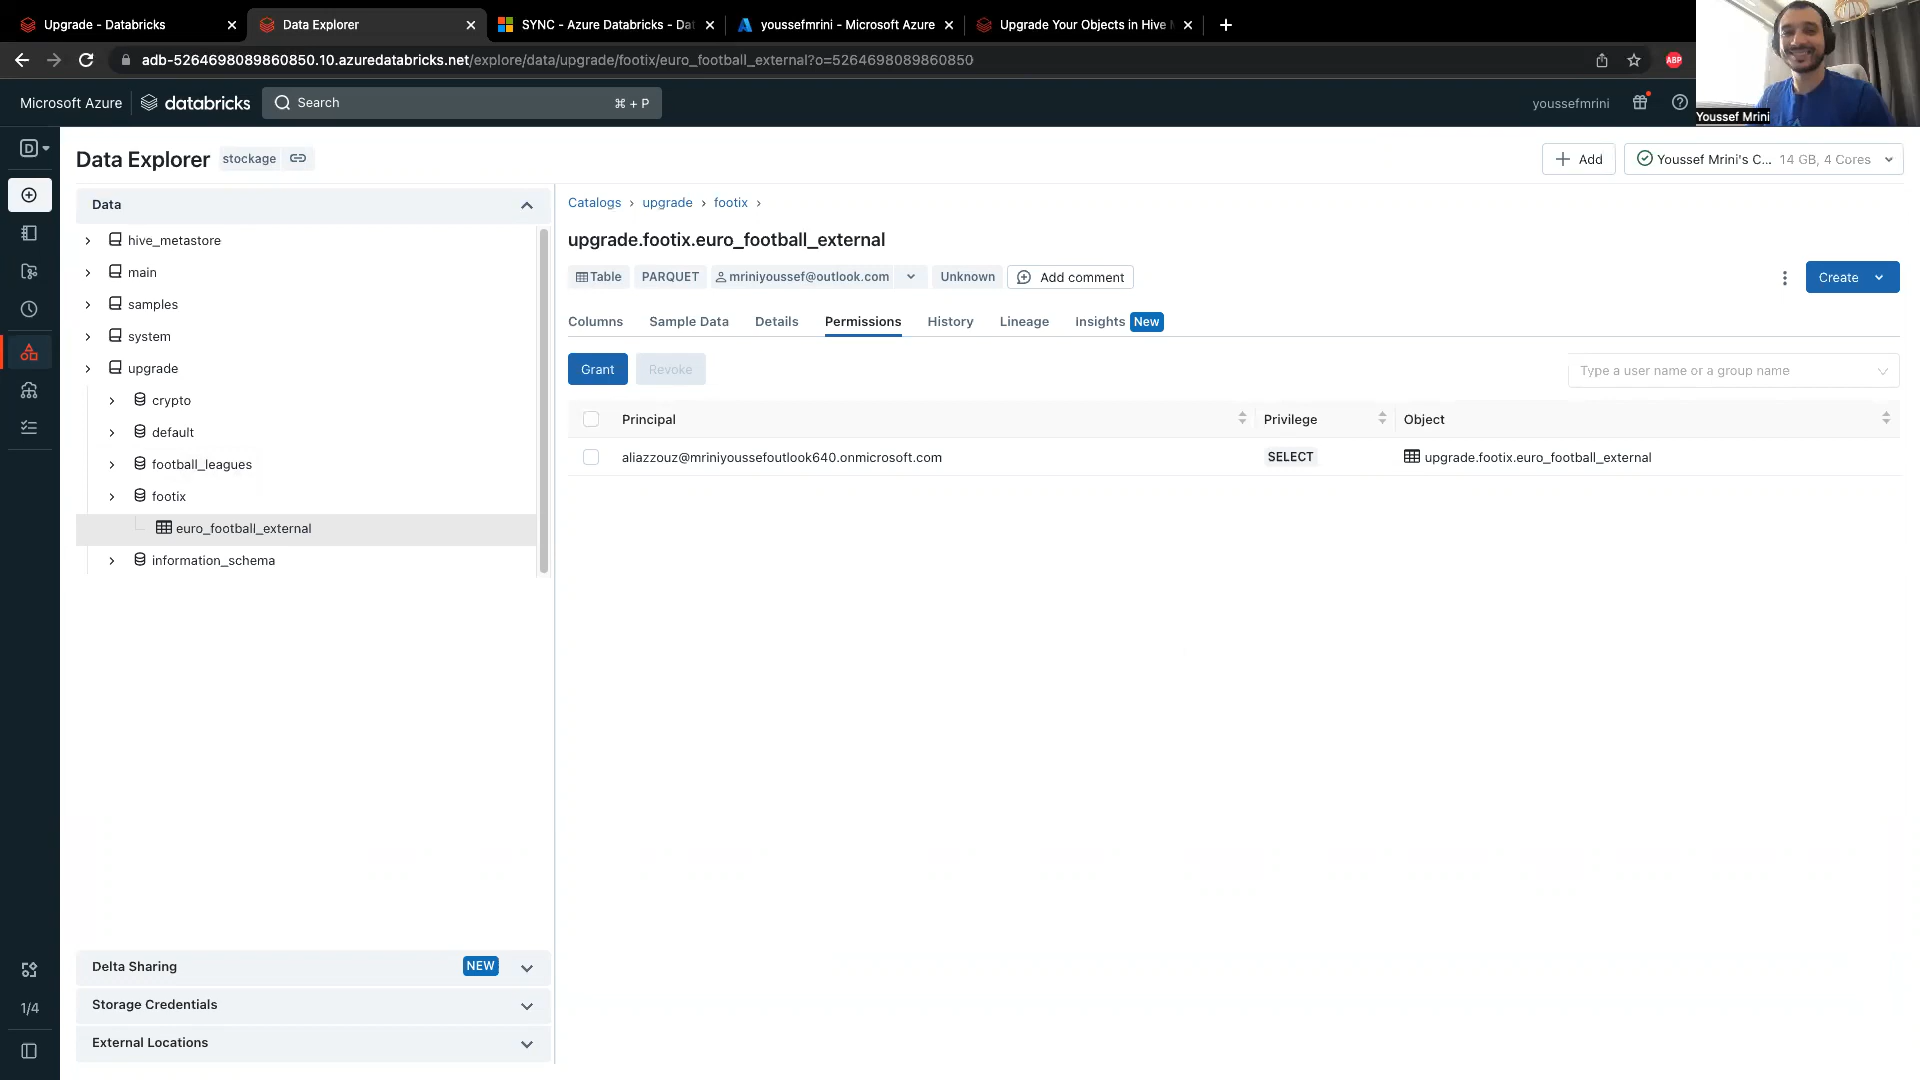 Upgrade - Databricks
Data Explorer
SYNC - Azure Databricks - Dat
youssefmrini - Microsoft Azure
Upgrade Your Objects in Hive M
adb-5264698089860850.10.azuredatabricks.net/explore/data/upgrade/footix/euro_football_external?o=5264698089860850
ABP
Youssef Mrini
Microsoft Azure
databricks
Search
⌘ + P
youssefmrini
D
Data Explorer
stockage
Add
Youssef Mrini's C... 14 GB, 4 Cores
Data
hive_metastore
main
samples
system
upgrade
crypto
default
football_leagues
footix
euro_football_external
information_schema
Delta Sharing
NEW
Storage Credentials
External Locations
1/4
Catalogs > upgrade > footix >
upgrade.footix.euro_football_external
Table
PARQUET
mriniyoussef@outlook.com
Unknown
Add comment
Create
Columns
Sample Data
Details
Permissions
History
Lineage
Insights
New
Grant
Revoke
Type a user name or a group name
Principal
Privilege
Object
aliazzouz@mriniyoussefoutlook640.onmicrosoft.com
SELECT
upgrade.footix.euro_football_external